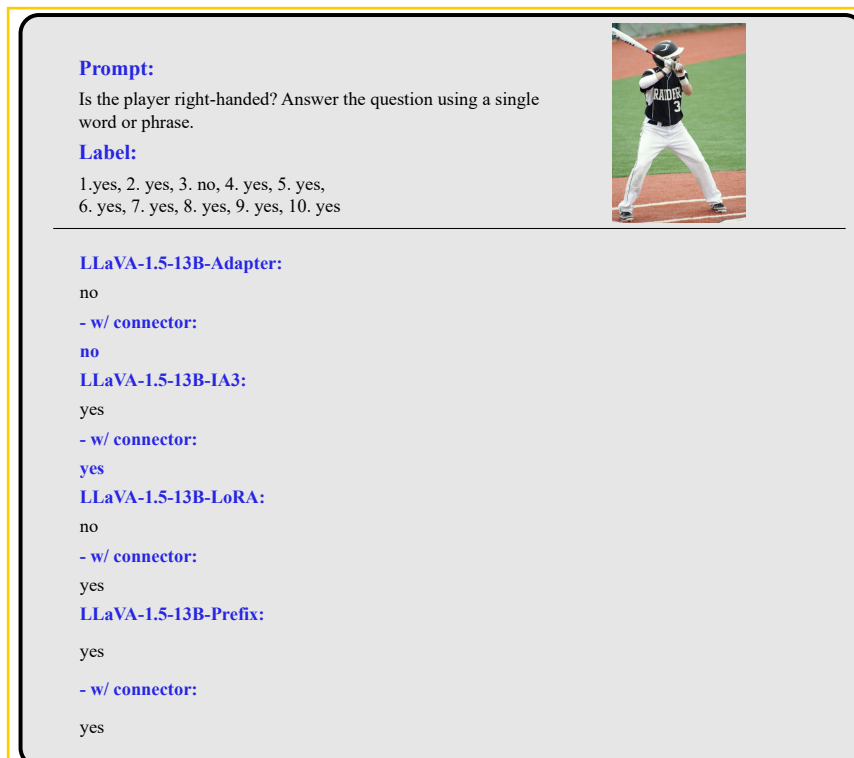 Prompt:
Is the player right-handed? Answer the question using a single
word or phrase.
Label:
1.yes, 2. yes, 3. no, 4. yes, 5. yes,
6. yes, 7. yes, 8. yes, 9. yes, 10. yes
RAIDER
3
LLaVA-1.5-13B-Adapter:
no
- w/ connector:
no
LLaVA-1.5-13B-IA3:
yes
- w/ connector:
yes
LLaVA-1.5-13B-LoRA:
no
- w/ connector:
yes
LLaVA-1.5-13B-Prefix:
yes
- w/ connector:
yes